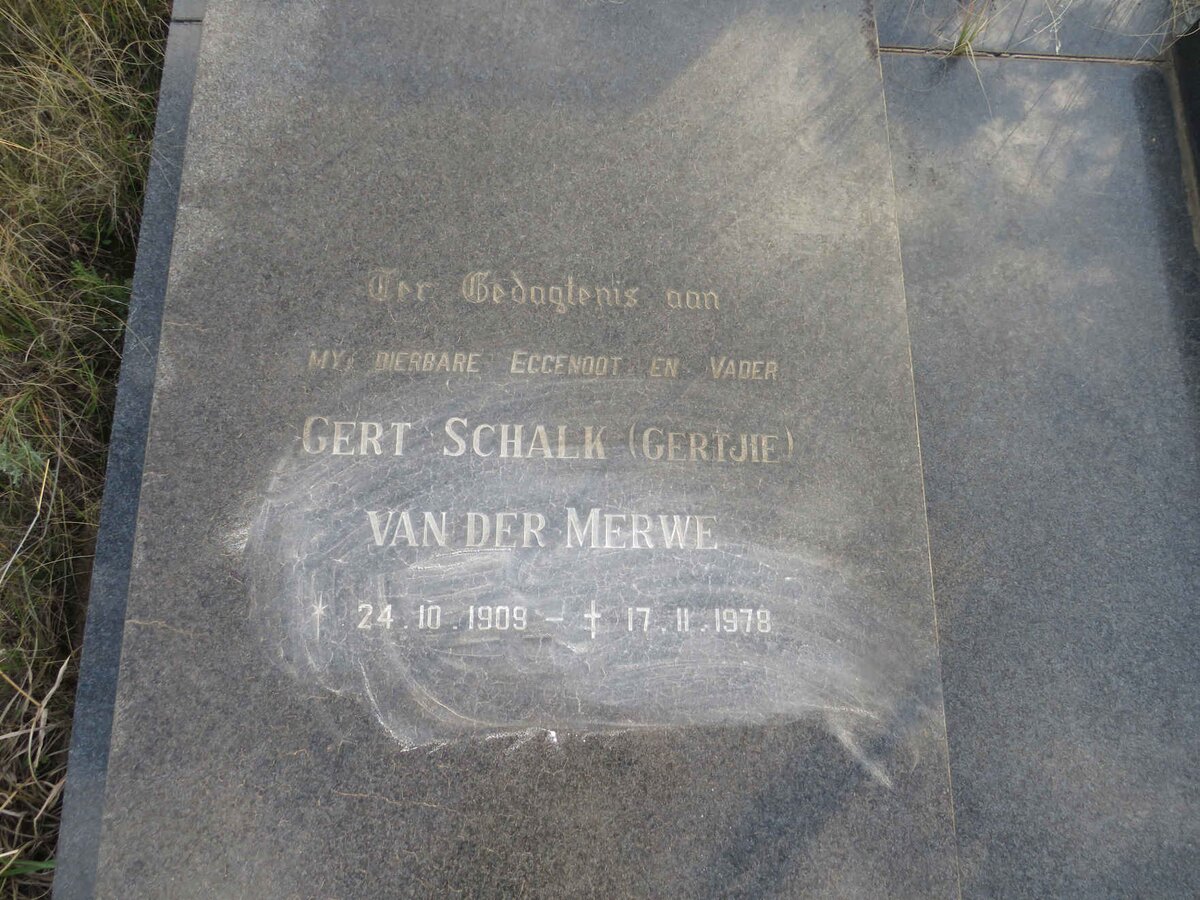 Ter Gedagtenis aan
MY DIERBARE EGGENOOT EN VADER
GERT SCHALK (GERTJIE)
VAN DER MERWE
* 24.10.1909 – † 17.11.1978